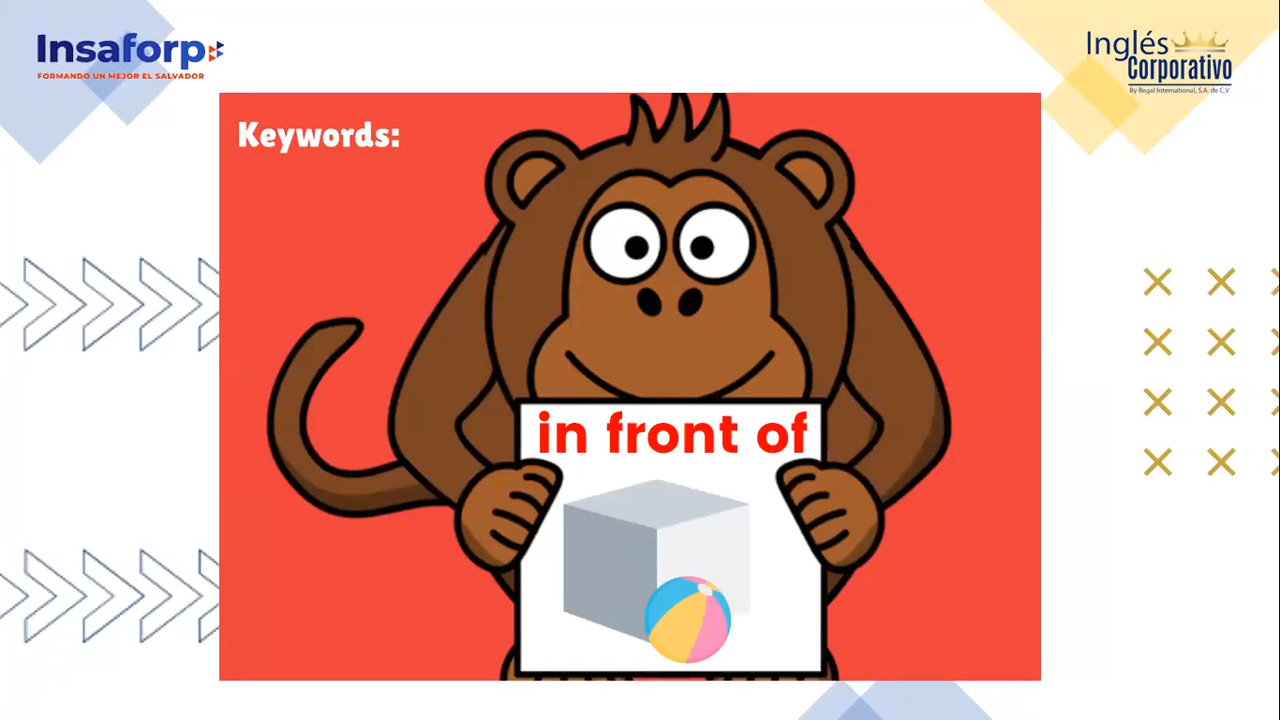 Insaforp
FORMANDO UN MEJOR EL SALVADOR
Inglés
Corporativo
By Regal International, S.A. de C.V
Keywords:
in front of